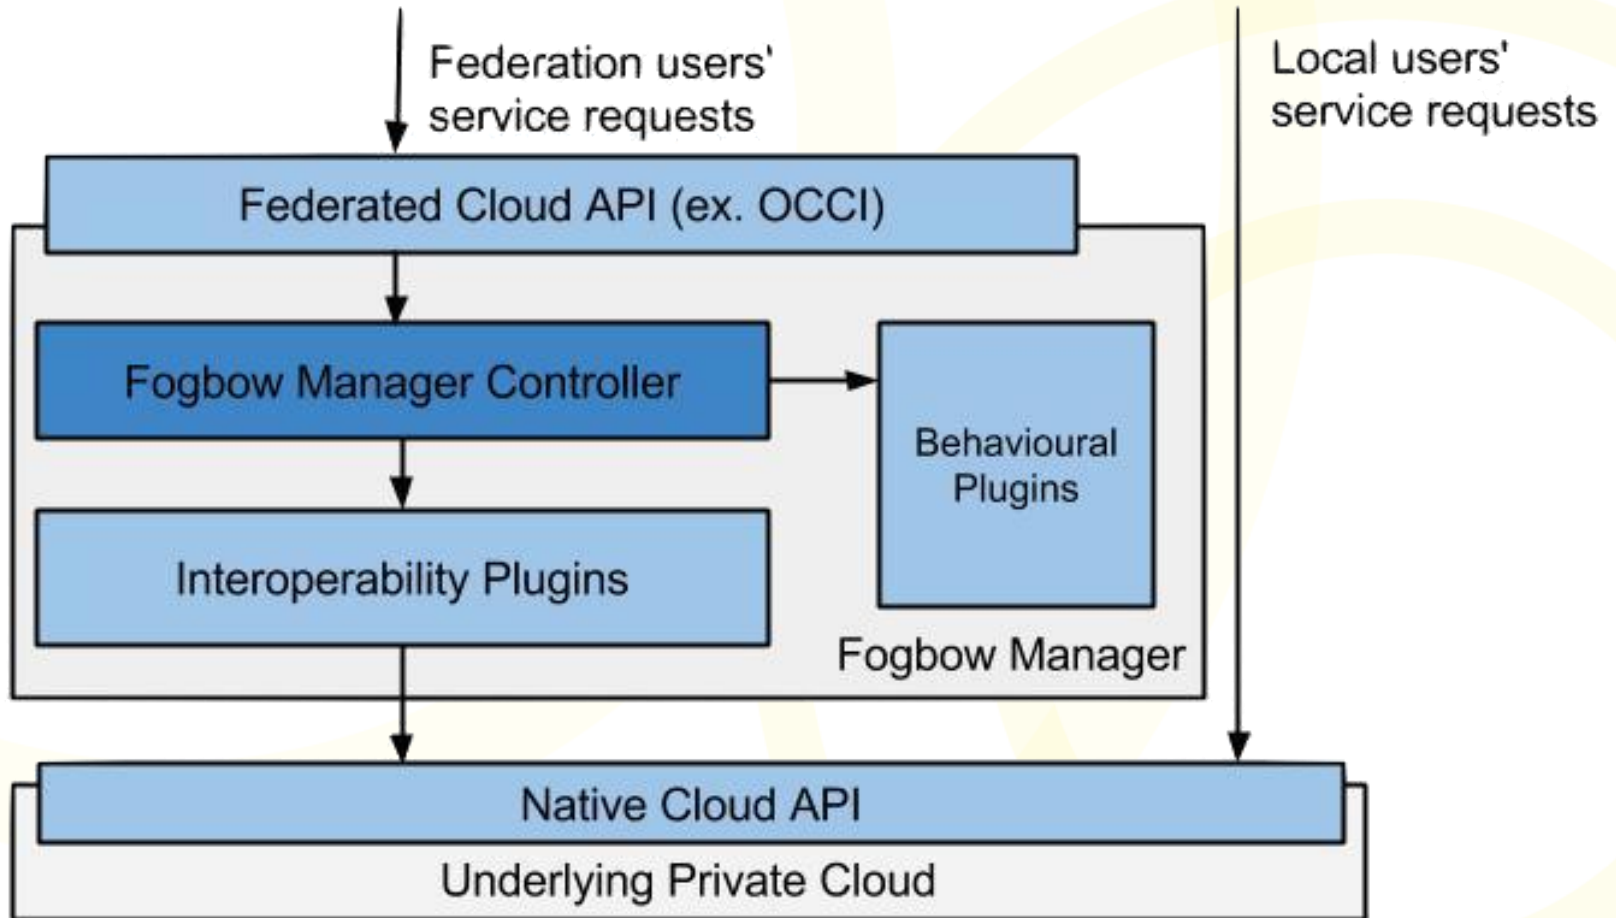 Federation users'
service requests
Local users'
service requests
Federated Cloud API (ex. OCCI)
Fogbow Manager Controller
Behavioural
Plugins
Interoperability Plugins
Fogbow Manager
Native Cloud API
Underlying Private Cloud